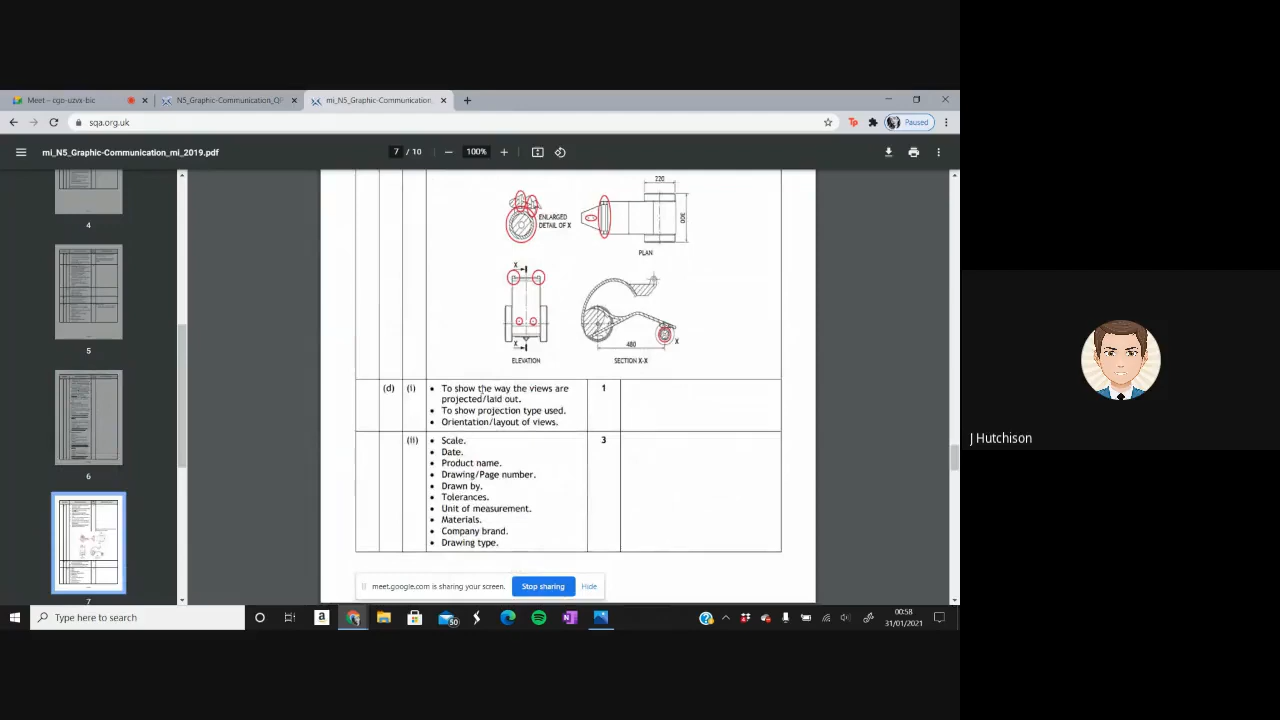 Meet – cgo-uzvx-bic
N5_Graphic-Communication_QP
mi_N5_Graphic-Communication_
sqa.org.uk
Paused
mi_N5_Graphic-Communication_mi_2019.pdf
7 / 10
100%
4
5
6
7
220
300
ENLARGED
DETAIL OF X
PLAN
X
X
480
X
ELEVATION
SECTION X-X
(d) (i) • To show the way the views are 1
projected/laid out.
• To show projection type used.
• Orientation/layout of views.
(ii) • Scale. 3
• Date.
• Product name.
• Drawing/Page number.
• Drawn by.
• Tolerances.
• Unit of measurement.
• Materials.
• Company brand.
• Drawing type.
meet.google.com is sharing your screen. Stop sharing Hide
Type here to search
50
00:58
31/01/2021
J Hutchison